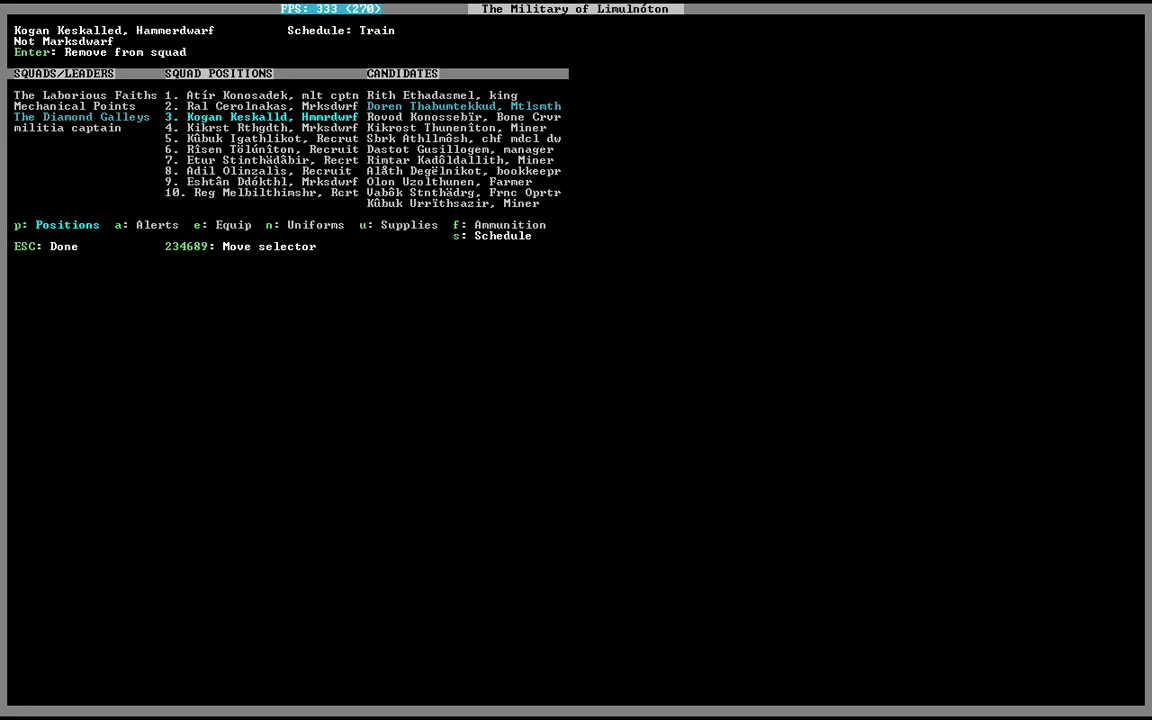 FPS: 333 (270) The Military of Limulnóton
Kogan Keskalled, Hammerdwarf Schedule: Train
Not Marksdwarf
Enter: Remove from squad
SQUADS/LEADERS SQUAD POSITIONS CANDIDATES
The Laborious Faiths 1. Atír Konosadek, mlt cptn Rith Ethadasmel, king
Mechanical Points 2. Ral Cerolnakas, Mrksdwrf Doren Thabumtekkud, Mtlsmth
The Diamond Galleys 3. Kogan Keskalld, Hmmrdwrf Rovod Konossebïr, Bone Crvr
militia captain 4. Kikrst Rthgdth, Mrksdwrf Kikrost Thunenîton, Miner
5. Kûbuk Igathlikot, Recrut Sbrk Athllmôsh, chf mdcl dw
6. Rîsen Tölúnîton, Recruit Dastot Gusillogem, manager
7. Etur Stinthädâbir, Recrt Rimtar Kadôldallith, Miner
8. Adil Olinzalìs, Recruit Alåth Degëlnikot, bookkeepr
9. Eshtân Ddókthl, Mrksdwrf Olon Uzolthunen, Farmer
10. Reg Melbilthimshr, Rcrt Vabôk Stnthädrg, Frnc Oprtr
Kûbuk Urrïthsazir, Miner
p: Positions a: Alerts e: Equip n: Uniforms u: Supplies f: Ammunition
s: Schedule
ESC: Done 234689: Move selector